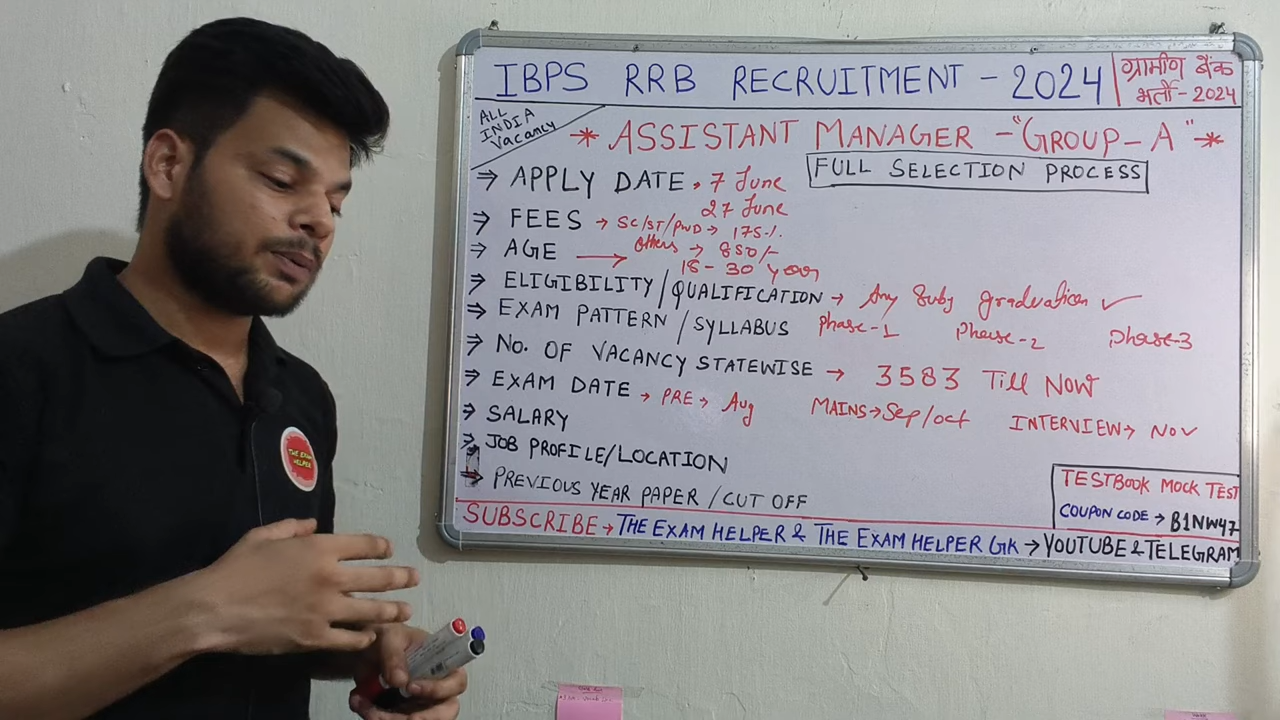 IBPS RRB RECRUITMENT - 2024
ग्रामीण बैंक
भर्ती - 2024
ALL
INDIA
Vacancy
* ASSISTANT MANAGER - "GROUP - A" *
FULL SELECTION PROCESS
⇒ APPLY DATE → 7 June
27 June
⇒ FEES → SC/ST/PWD → 175/-
Others → 850/-
⇒ AGE → 18 - 30 year
⇒ ELIGIBILITY/QUALIFICATION → Any Subj graduation ✓
⇒ EXAM PATTERN / SYLLABUS Phase-1 Phase-2 Phase-3
⇒ No. OF VACANCY STATEWISE → 3583 Till Now
⇒ EXAM DATE → PRE → Aug MAINS → Sep/oct INTERVIEW → NOV
⇒ SALARY
⇒ JOB PROFILE/LOCATION
⇒ PREVIOUS YEAR PAPER / CUT OFF
TESTBOOK MOCK TEST
COUPON CODE → B1NW47
SUBSCRIBE → THE EXAM HELPER & THE EXAM HELPER GK → YOUTUBE & TELEGRAM
THE EXAM
HELPER